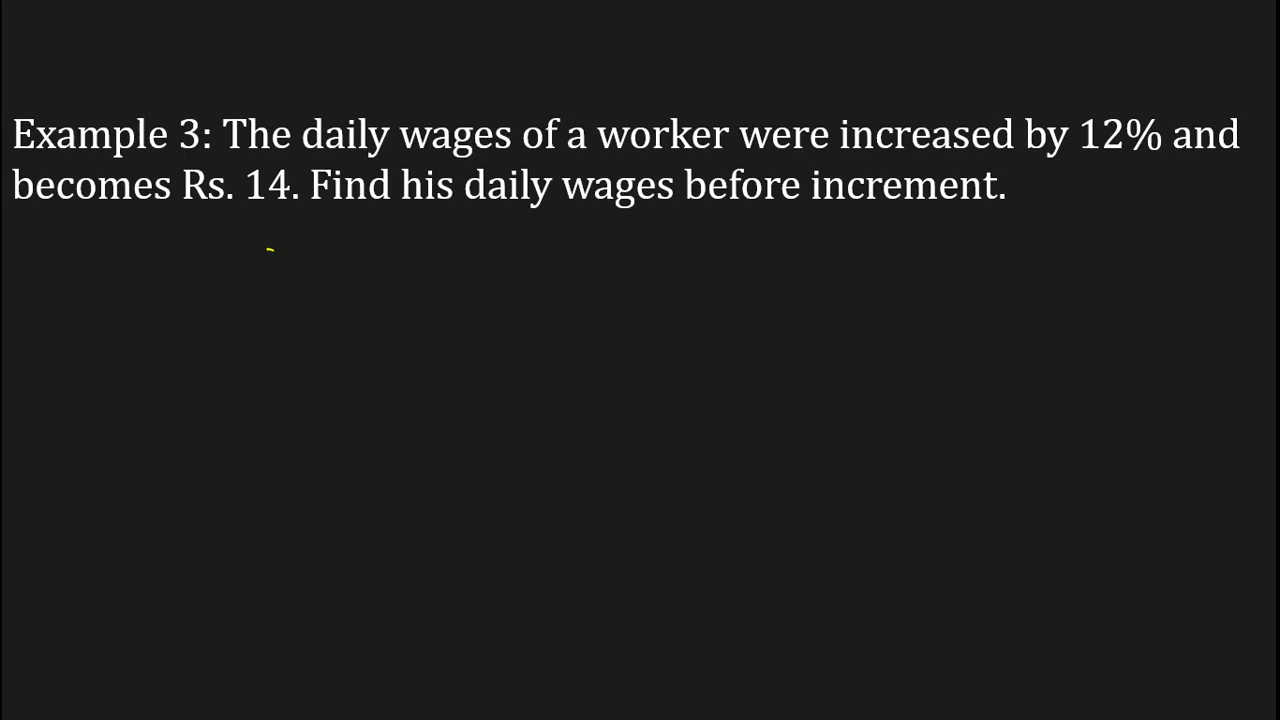 Example 3: The daily wages of a worker were increased by 12% and
becomes Rs. 14. Find his daily wages before increment.